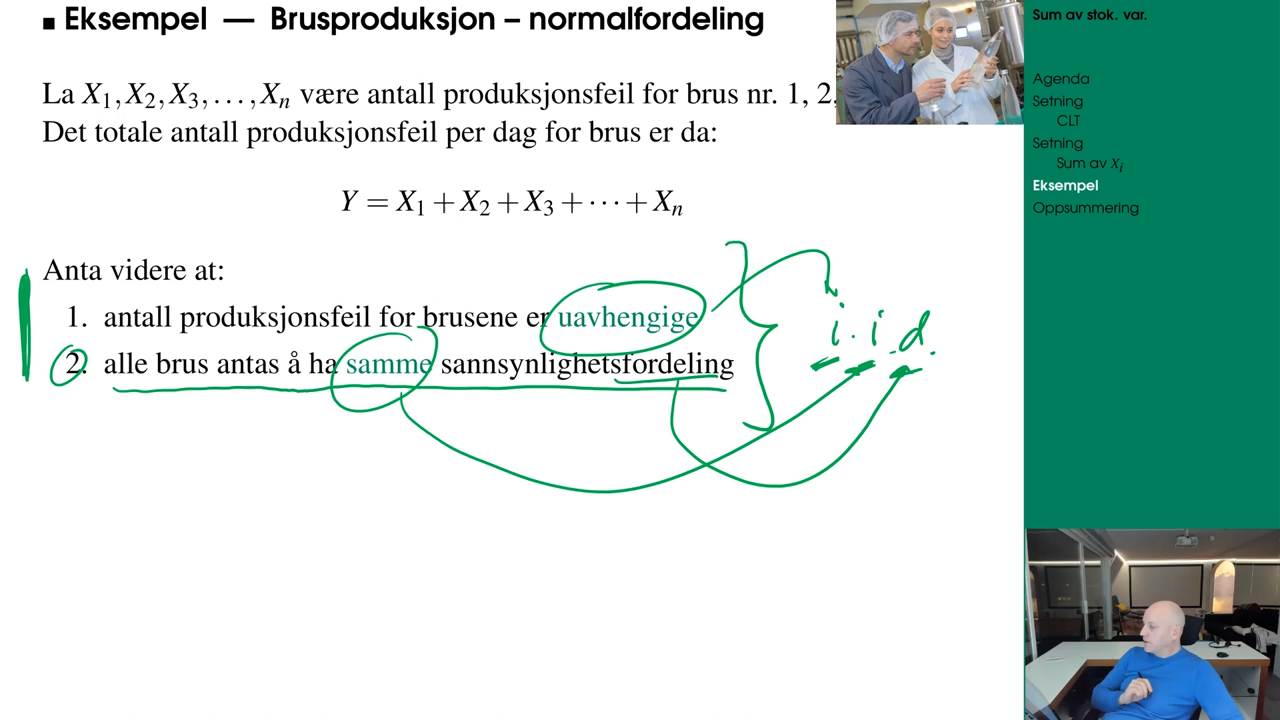 ■ Eksempel — Brusproduksjon – normalfordeling
La X₁, X₂, X₃, ..., Xₙ være antall produksjonsfeil for brus nr. 1, 2,
Det totale antall produksjonsfeil per dag for brus er da:
Y = X₁ + X₂ + X₃ + ··· + Xₙ
Anta videre at:
1. antall produksjonsfeil for brusene er uavhengige
2. alle brus antas å ha samme sannsynlighetsfordeling
i.i.d.
Sum av stok. var.
Agenda
Setning
CLT
Setning
Sum av Xᵢ
Eksempel
Oppsummering